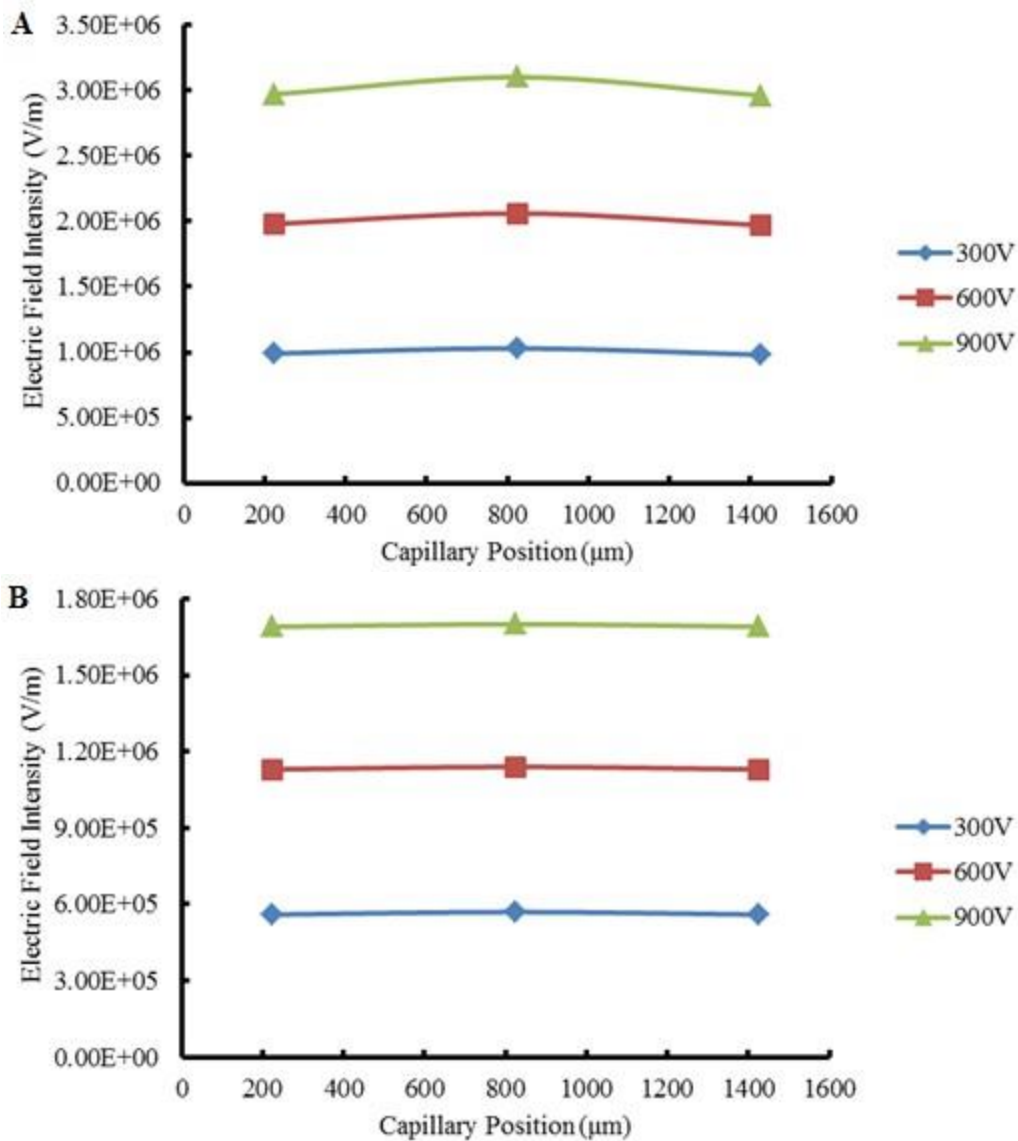 A
3.50E+06
3.00E+06
2.50E+06
2.00E+06
1.50E+06
1.00E+06
5.00E+05
0.00E+00
Electric Field Intensity (V/m)
0 200 400 600 800 1000 1200 1400 1600
Capillary Position (μm)
300V
600V
900V
B
1.80E+06
1.50E+06
1.20E+06
9.00E+05
6.00E+05
3.00E+05
0.00E+00
Electric Field Intensity (V/m)
0 200 400 600 800 1000 1200 1400 1600
Capillary Position (μm)
300V
600V
900V